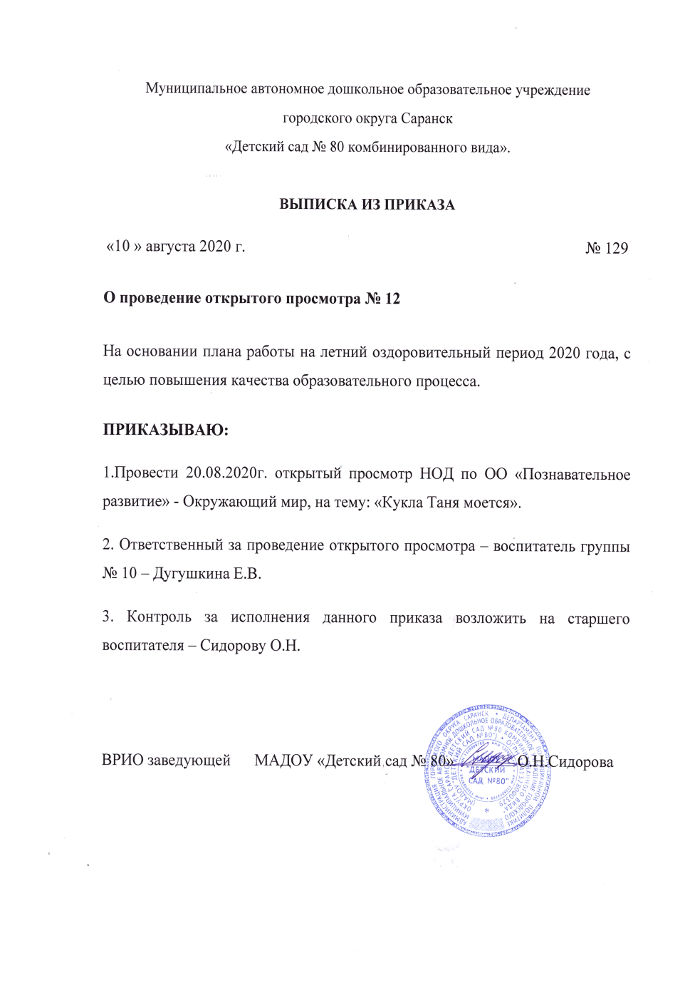 Муниципальное автономное дошкольное образовательное учреждение
городского округа Саранск
«Детский сад № 80 комбинированного вида».
ВЫПИСКА ИЗ ПРИКАЗА
«10 » августа 2020 г. № 129
О проведение открытого просмотра № 12
На основании плана работы на летний оздоровительный период 2020 года, с
целью повышения качества образовательного процесса.
ПРИКАЗЫВАЮ:
1.Провести 20.08.2020г. открытый просмотр НОД по ОО «Познавательное
развитие» - Окружающий мир, на тему: «Кукла Таня моется».
2. Ответственный за проведение открытого просмотра – воспитатель группы
№ 10 – Дугушкина Е.В.
3. Контроль за исполнения данного приказа возложить на старшего
воспитателя – Сидорову О.Н.
ВРИО заведующей МАДОУ «Детский сад № 80» О.Н.Сидорова
МАДОУ
"ДЕТСКИЙ
САД №80"